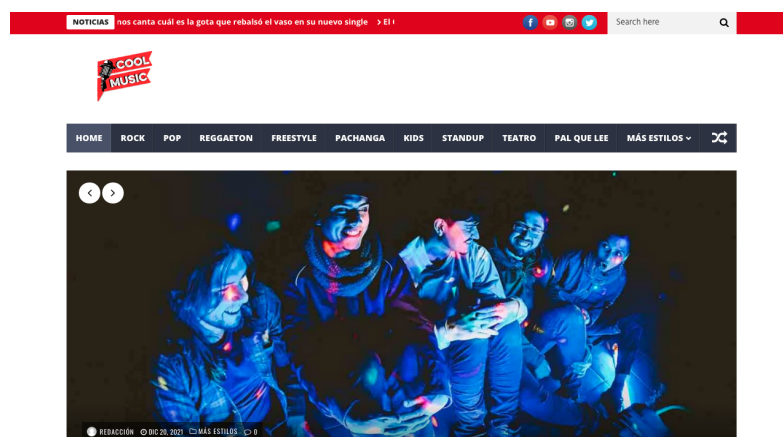 NOTICIAS nos canta cuál es la gota que rebalsó el vaso en su nuevo single > El
Search here
COOL
MUSIC
HOME ROCK POP REGGAETON FREESTYLE PACHANGA KIDS STANDUP TEATRO PAL QUE LEE MÁS ESTILOS
REDACCIÓN DIC 20, 2021 MÁS ESTILOS 0